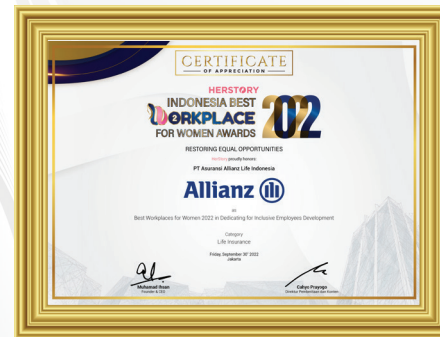 CERTIFICATE
OF APPRECIATION
HERSTORY
INDONESIA BEST
WORKPLACE
FOR WOMEN AWARDS
2022
RESTORING EQUAL OPPORTUNITIES
HerStory proudly honors:
PT Asuransi Allianz Life Indonesia
Allianz
as
Best Workplaces for Women 2022 in Dedicating for Inclusive Employees Development
Category
Life Insurance
Friday, September 30th 2022
Jakarta
Muhamad Ihsan
Founder & CEO
Cahyo Prayogo